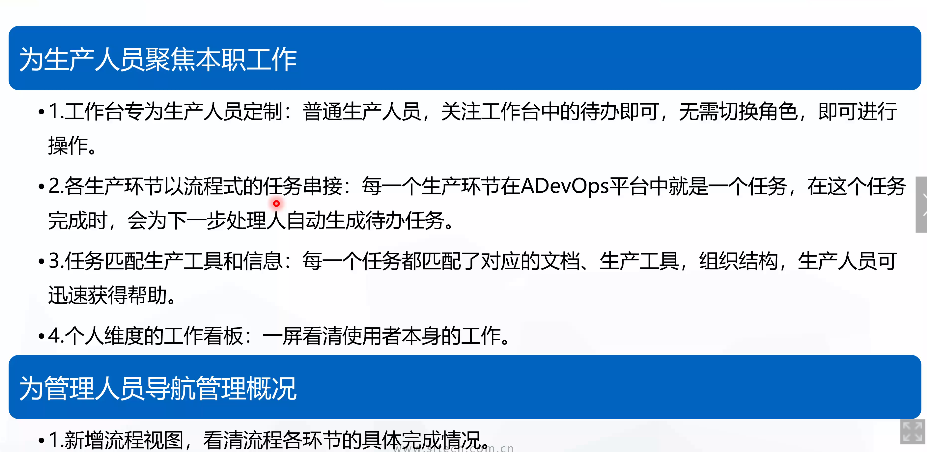 为生产人员聚焦本职工作
•1.工作台专为生产人员定制：普通生产人员，关注工作台中的待办即可，无需切换角色，即可进行
操作。
•2.各生产环节以流程式的任务串接：每一个生产环节在ADevOps平台中就是一个任务，在这个任务
完成时，会为下一步处理人自动生成待办任务。
•3.任务匹配生产工具和信息：每一个任务都匹配了对应的文档、生产工具，组织结构，生产人员可
迅速获得帮助。
•4.个人维度的工作看板：一屏看清使用者本身的工作。
为管理人员导航管理概况
•1.新增流程视图，看清流程各环节的具体完成情况。